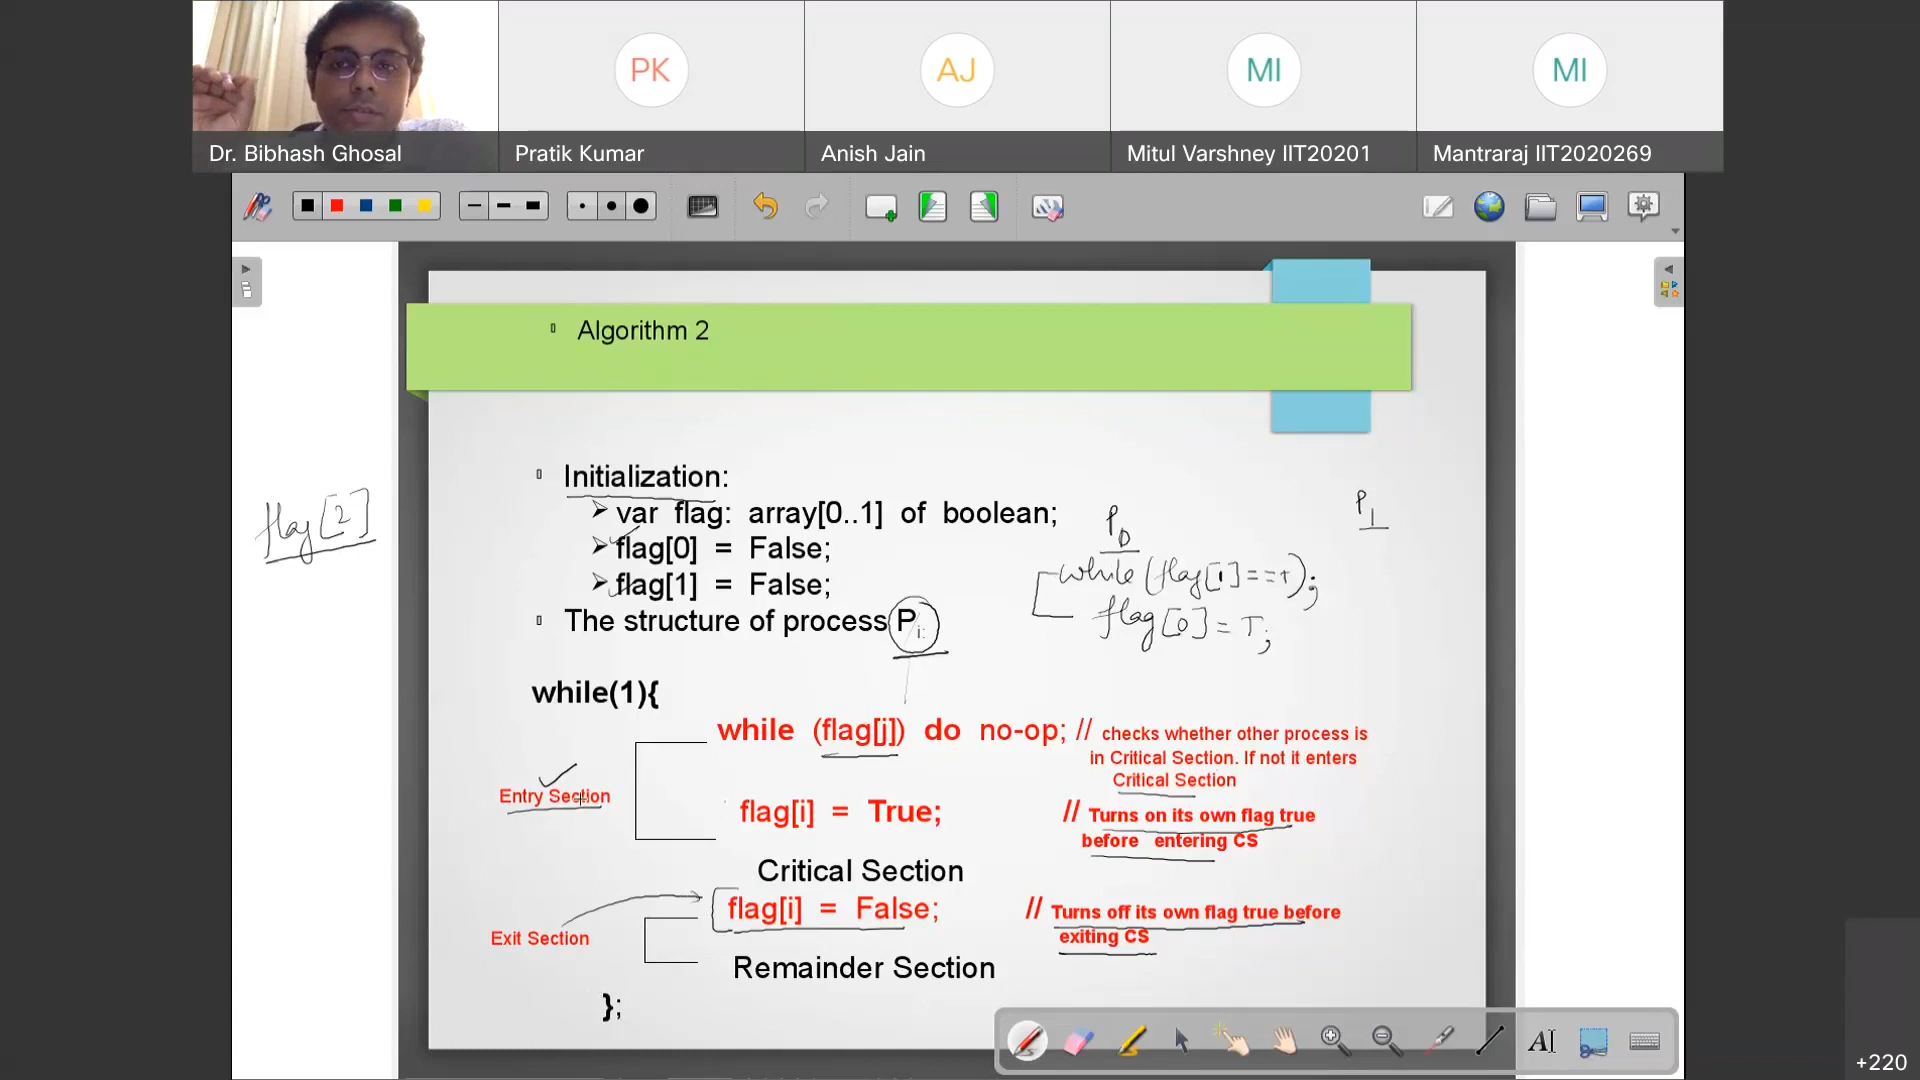 PK
AJ
MI
MI
Dr. Bibhash Ghosal
Pratik Kumar
Anish Jain
Mitul Varshney IIT20201
Mantraraj IIT2020269
Algorithm 2
Initialization:
var flag: array[0..1] of boolean;
flag[0] = False;
flag[1] = False;
The structure of process Pi:
flag[2]
P0
P1
while(flag[1]==T);
flag[0]=T;
while(1){
while (flag[j]) do no-op; // checks whether other process is
in Critical Section. If not it enters
Critical Section
Entry Section
flag[i] = True; // Turns on its own flag true
before entering CS
Critical Section
flag[i] = False; // Turns off its own flag true before
exiting CS
Exit Section
Remainder Section
};
AI
+220